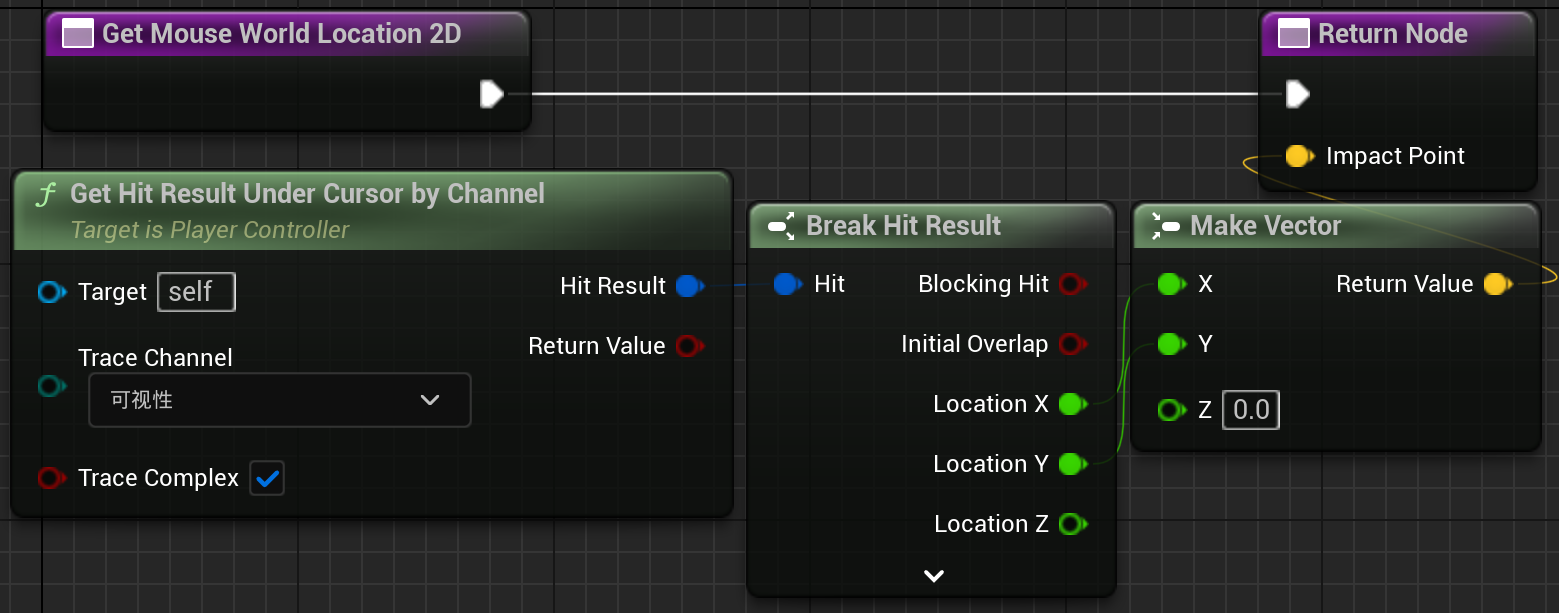 Get Mouse World Location 2D
Return Node
Impact Point
Get Hit Result Under Cursor by Channel
Target is Player Controller
Target self
Hit Result
Return Value
Trace Channel
可视性
Trace Complex
Break Hit Result
Hit
Blocking Hit
Initial Overlap
Location X
Location Y
Location Z
Make Vector
X
Return Value
Y
Z 0.0